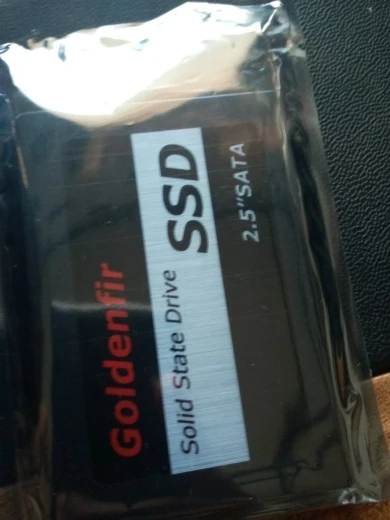 Goldenfir
Solid State Drive SSD
2.5"SATA